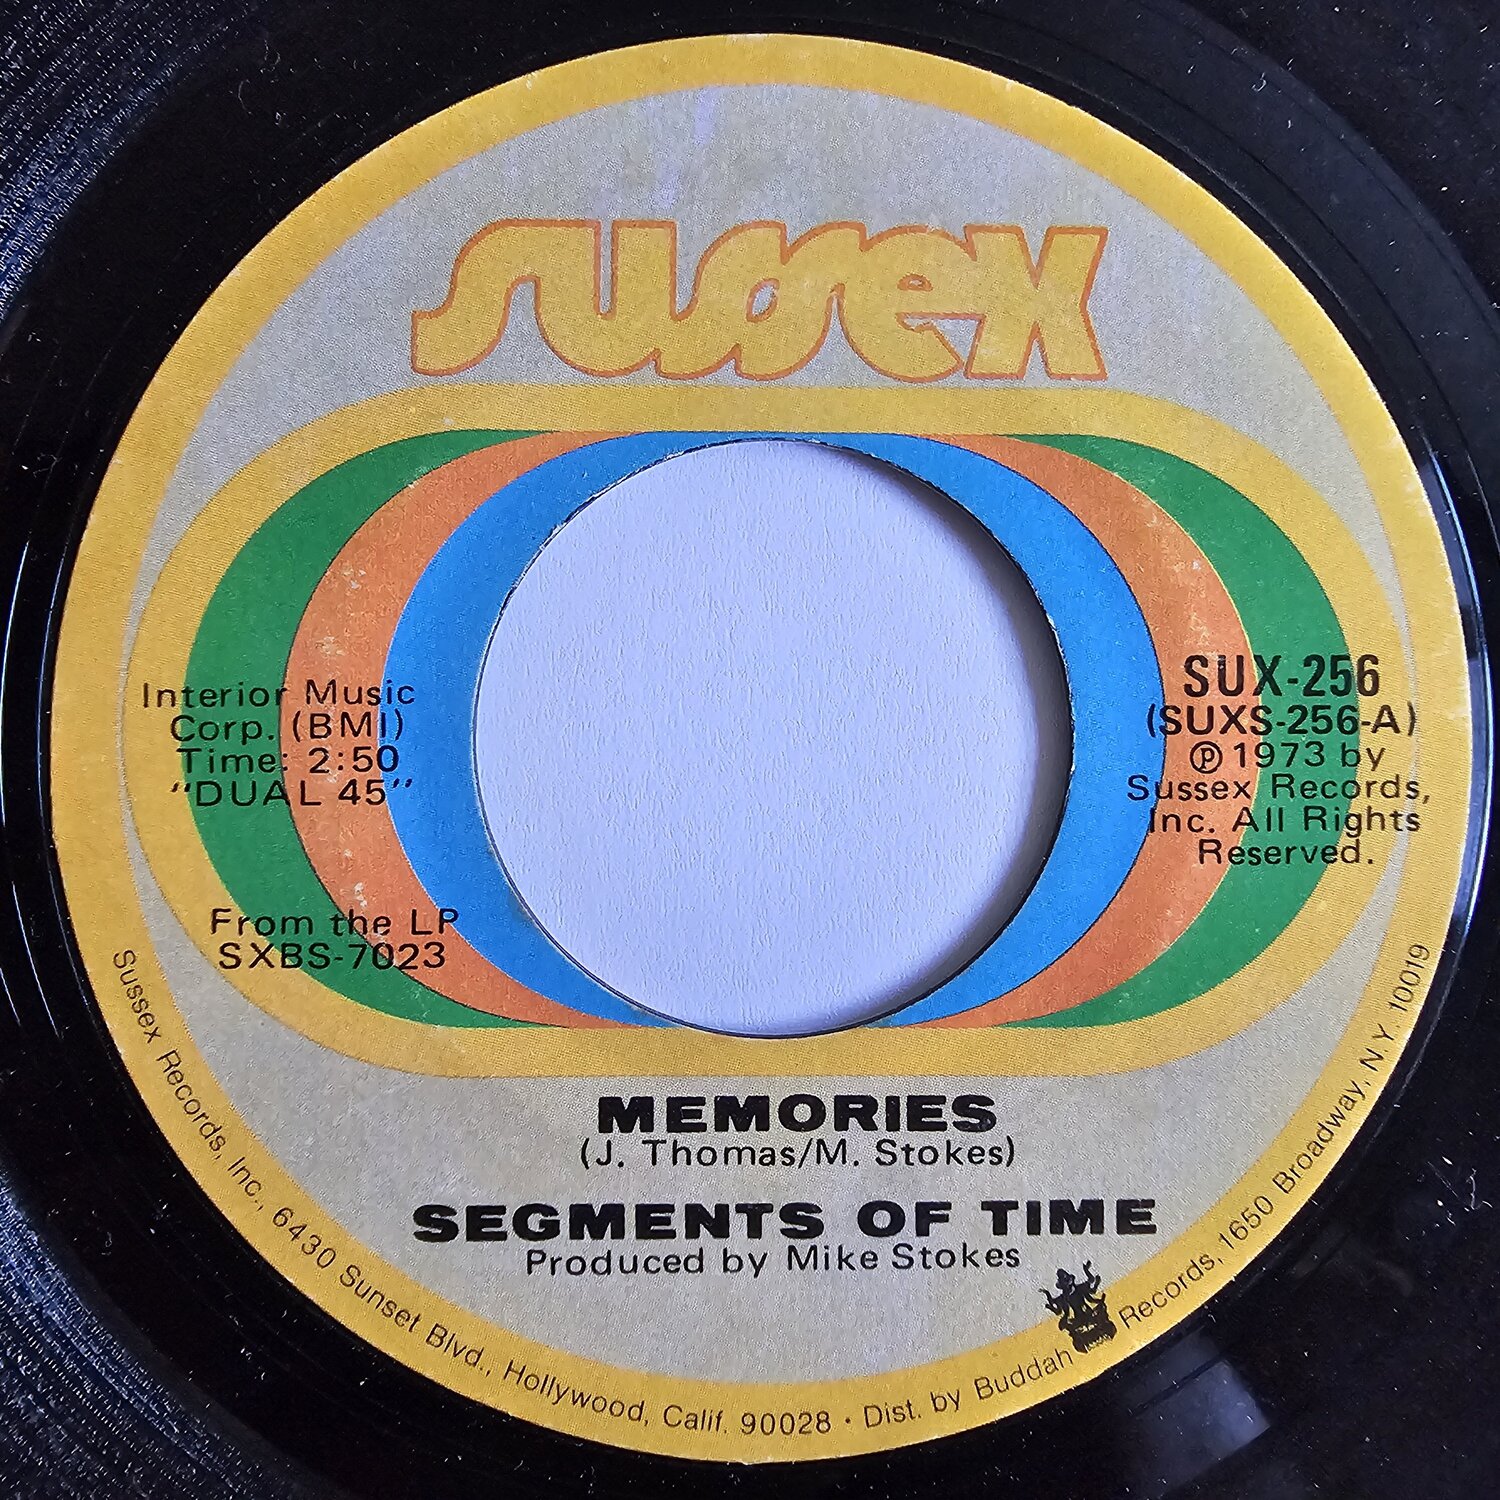 sussex
Interior Music
Corp. (BMI)
Time: 2:50
"DUAL 45"
From the LP
SXBS-7023
SUX-256
(SUXS-256-A)
Ⓟ 1973 by
Sussex Records,
Inc. All Rights
Reserved.
MEMORIES
(J. Thomas/M. Stokes)
SEGMENTS OF TIME
Produced by Mike Stokes
Sussex Records, Inc., 6430 Sunset Blvd., Hollywood, Calif. 90028 · Dist. by Buddah Records, 1650 Broadway, N.Y. 10019